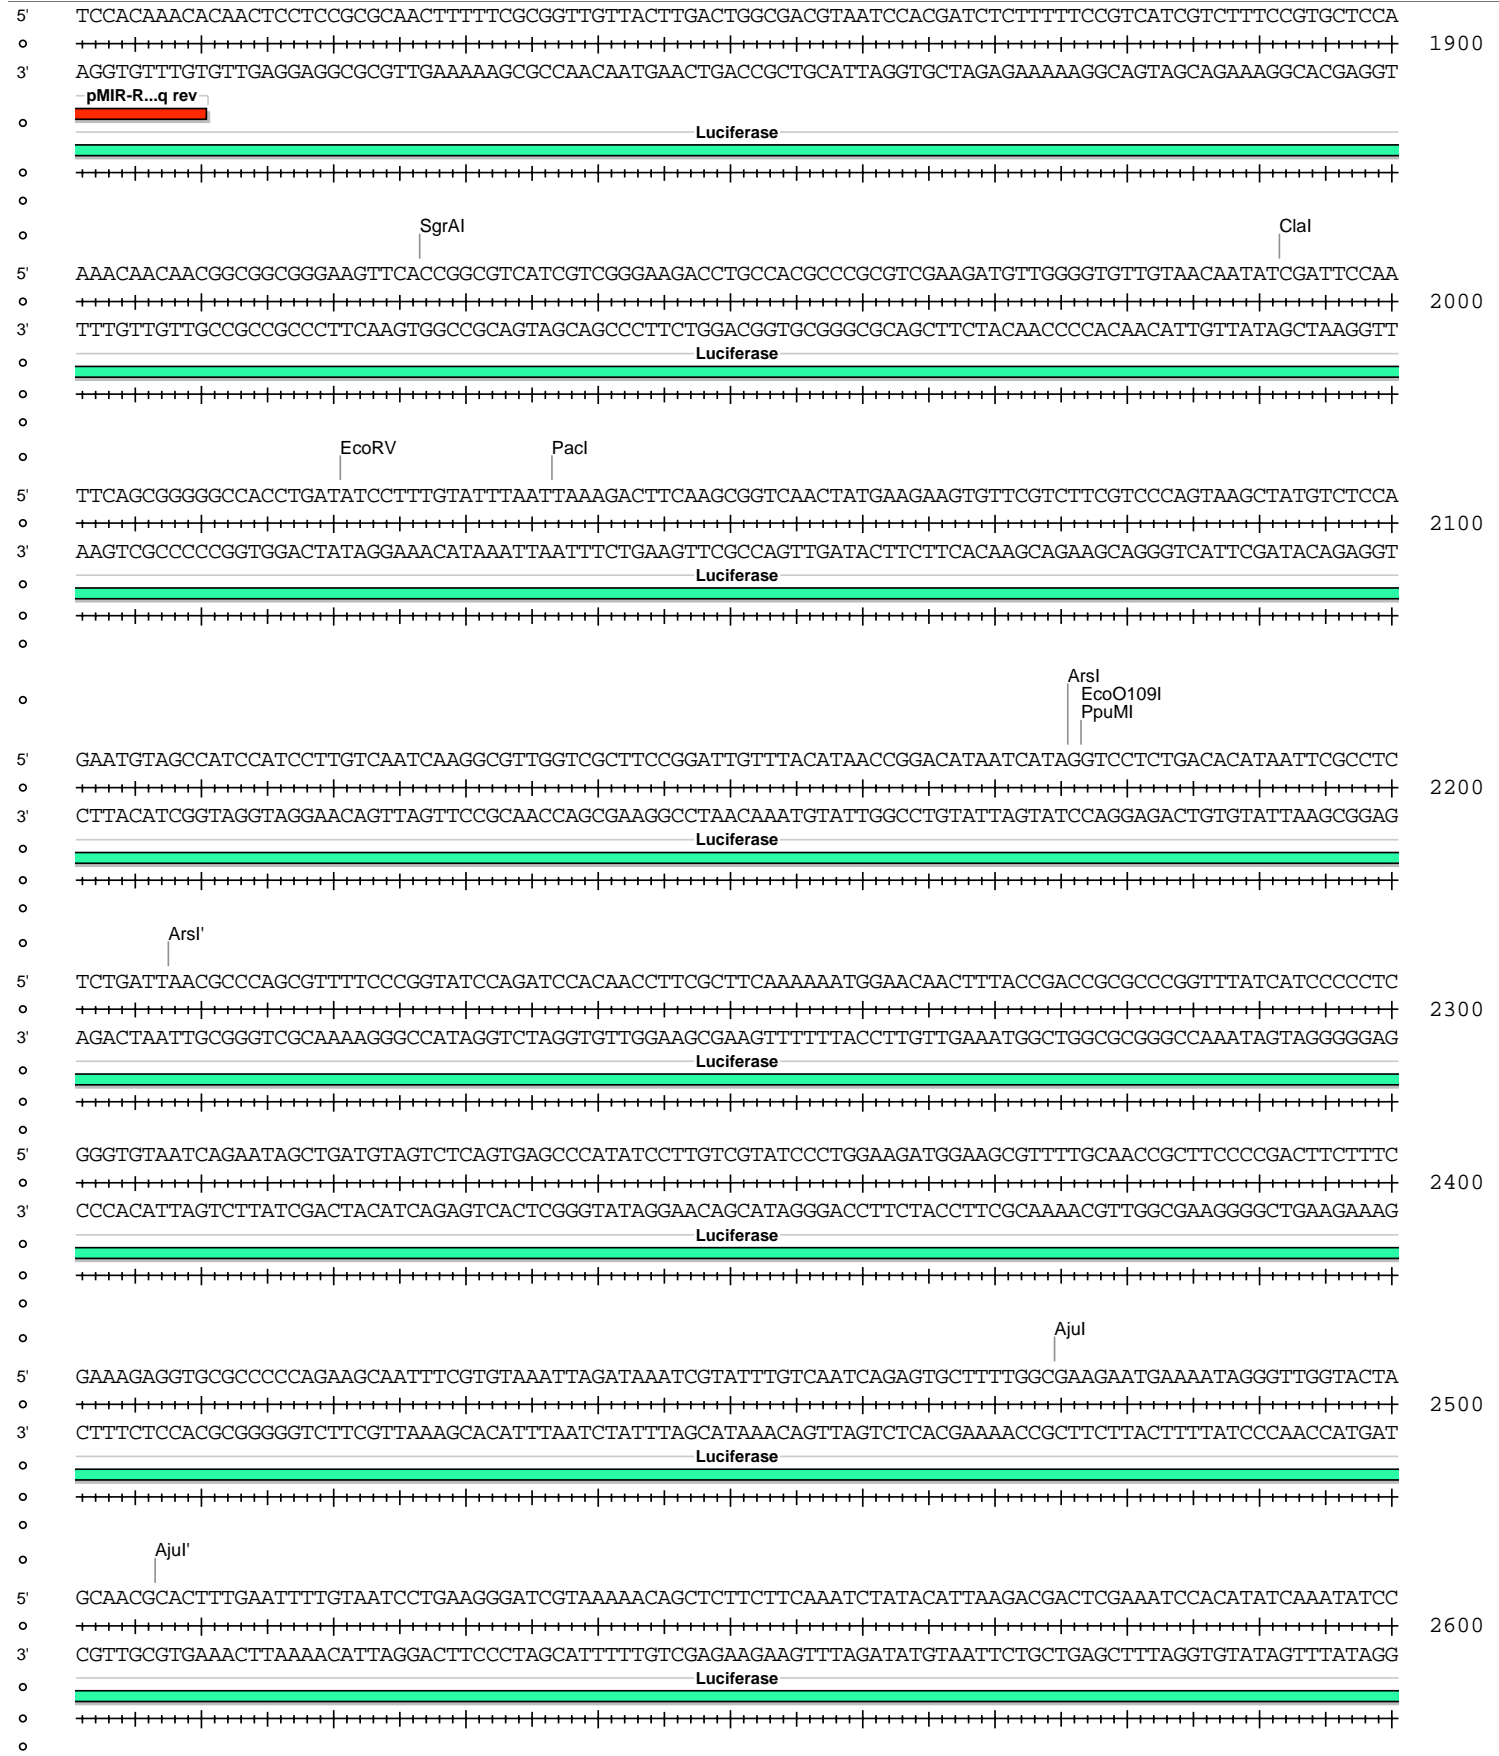 5' TCCACAAACACAACTCCTCCGCGCAACTTTTTCGCGGTTGTTACTTGACTGGCGACGTAATCCACGATCTCTTTTTCCGTCATCGTCTTTCCGTGCTCCA
1900
3' AGGTGTTTGTGTTGAGGAGGCGCGTTGAAAAAGCGCCAACAATGAACTGACCGCTGCATTAGGTGCTAGAGAAAAAGGCAGTAGCAGAAAGGCACGAGGT
pMIR-R...q rev
Luciferase
SgrAI ClaI
5' AAACAACAACGGCGGCGGGAAGTTCACCGGCGTCATCGTCGGGAAGACCTGCCACGCCCGCGTCGAAGATGTTGGGGTGTTGTAACAATATCGATTCCAA
2000
3' TTTGTTGTTGCCGCCGCCCTTCAAGTGGCCGCAGTAGCAGCCCTTCTGGACGGTGCGGGCGCAGCTTCTACAACCCCACAACATTGTTATAGCTAAGGTT
Luciferase
EcoRV PacI
5' TTCAGCGGGGGCCACCTGATATCCTTTGTATTTAATTAAAGACTTCAAGCGGTCAACTATGAAGAAGTGTTCGTCTTCGTCCCAGTAAGCTATGTCTCCA
2100
3' AAGTCGCCCCCGGTGGACTATAGGAAACATAAATTAATTTCTGAAGTTCGCCAGTTGATACTTCTTCACAAGCAGAAGCAGGGTCATTCGATACAGAGGT
Luciferase
ArsI
EcoO109I
PpuMI
5' GAATGTAGCCATCCATCCTTGTCAATCAAGGCGTTGGTCGCTTCCGGATTGTTTACATAACCGGACATAATCATAGGTCCTCTGACACATAATTCGCCTC
2200
3' CTTACATCGGTAGGTAGGAACAGTTAGTTCCGCAACCAGCGAAGGCCTAACAAATGTATTGGCCTGTATTAGTATCCAGGAGACTGTGTATTAAGCGGAG
Luciferase
ArsI'
5' TCTGATTAACGCCCAGCGTTTTCCCGGTATCCAGATCCACAACCTTCGCTTCAAAAAATGGAACAACTTTACCGACCGCGCCCGGTTTATCATCCCCCTC
2300
3' AGACTAATTGCGGGTCGCAAAAGGGCCATAGGTCTAGGTGTTGGAAGCGAAGTTTTTTACCTTGTTGAAATGGCTGGCGCGGGCCAAATAGTAGGGGGAG
Luciferase
5' GGGTGTAATCAGAATAGCTGATGTAGTCTCAGTGAGCCCATATCCTTGTCGTATCCCTGGAAGATGGAAGCGTTTTGCAACCGCTTCCCCGACTTCTTTC
2400
3' CCCACATTAGTCTTATCGACTACATCAGAGTCACTCGGGTATAGGAACAGCATAGGGACCTTCTACCTTCGCAAAACGTTGGCGAAGGGGCTGAAGAAAG
Luciferase
AjuI
5' GAAAGAGGTGCGCCCCCAGAAGCAATTTCGTGTAAATTAGATAAATCGTATTTGTCAATCAGAGTGCTTTTGGCGAAGAATGAAAATAGGGTTGGTACTA
2500
3' CTTTCTCCACGCGGGGGTCTTCGTTAAAGCACATTTAATCTATTTAGCATAAACAGTTAGTCTCACGAAAACCGCTTCTTACTTTTATCCCAACCATGAT
Luciferase
AjuI'
5' GCAACGCACTTTGAATTTTGTAATCCTGAAGGGATCGTAAAAACAGCTCTTCTTCAAATCTATACATTAAGACGACTCGAAATCCACATATCAAATATCC
2600
3' CGTTGCGTGAAACTTAAAACATTAGGACTTCCCTAGCATTTTTGTCGAGAAGAAGTTTAGATATGTAATTCTGCTGAGCTTTAGGTGTATAGTTTATAGG
Luciferase